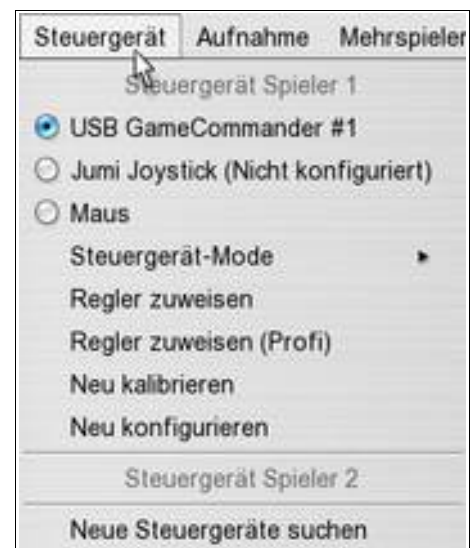 Steuergerät Aufnahme Mehrspieler
Steuergerät Spieler 1
USB GameCommander #1
Jumi Joystick (Nicht konfiguriert)
Maus
Steuergerät-Mode
Regler zuweisen
Regler zuweisen (Profi)
Neu kalibrieren
Neu konfigurieren
Steuergerät Spieler 2
Neue Steuergeräte suchen